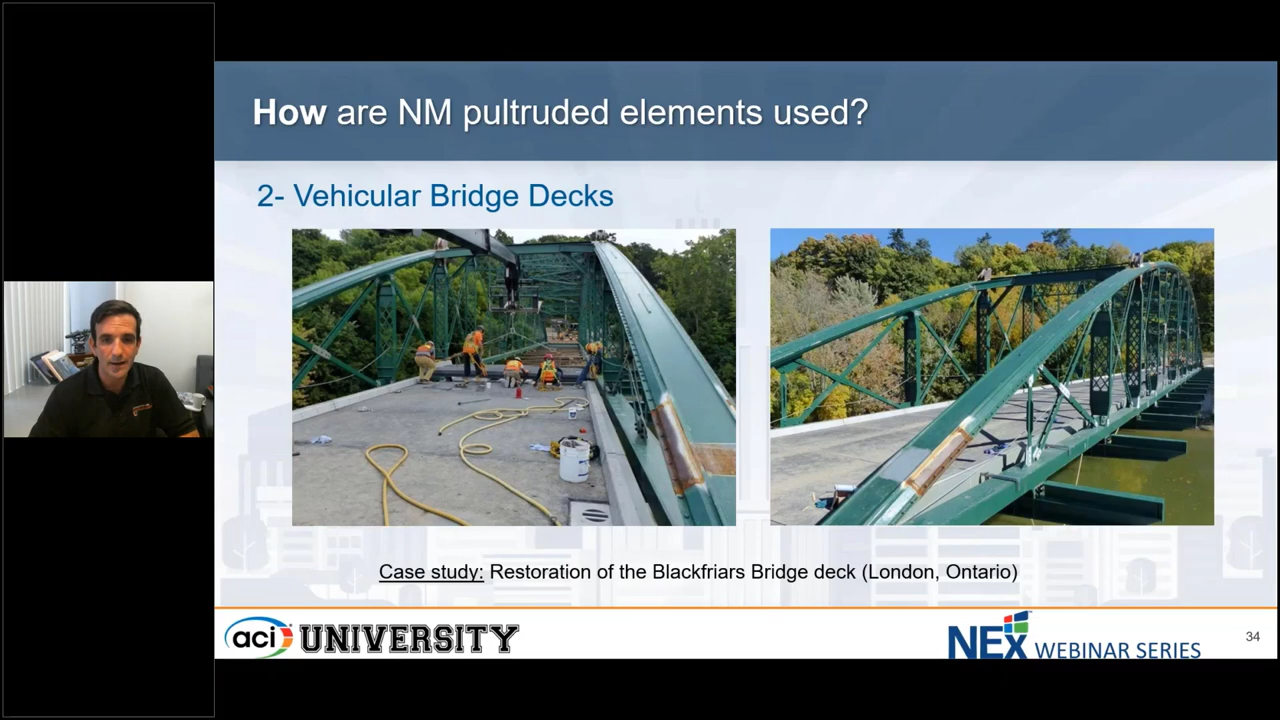 How are NM pultruded elements used?
2- Vehicular Bridge Decks
Case study: Restoration of the Blackfriars Bridge deck (London, Ontario)
aci UNIVERSITY
NEx WEBINAR SERIES
34